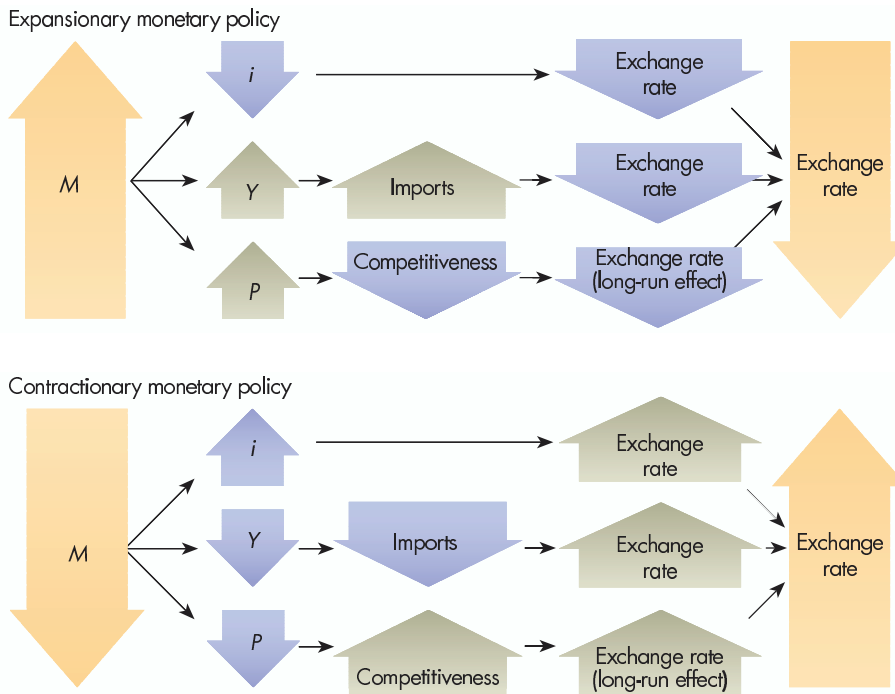 Expansionary monetary policy
i
Exchange
rate
M
Y
Imports
Exchange
rate
Exchange
rate
P
Competitiveness
Exchange rate
(long-run effect)
Contractionary monetary policy
i
Exchange
rate
M
Y
Imports
Exchange
rate
Exchange
rate
P
Competitiveness
Exchange rate
(long-run effect)